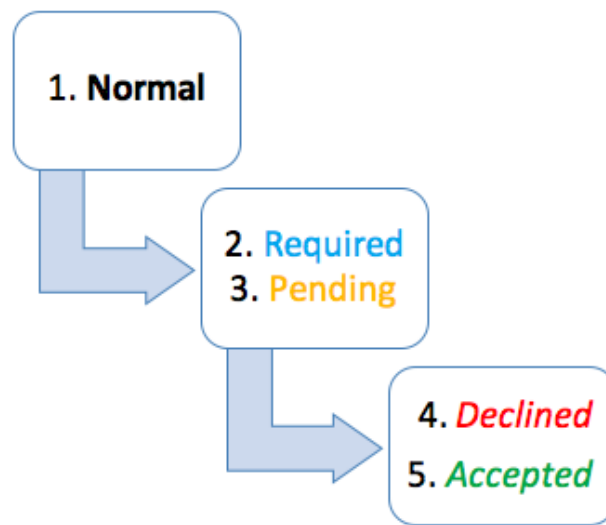 1. Normal
2. Required
3. Pending
4. Declined
5. Accepted